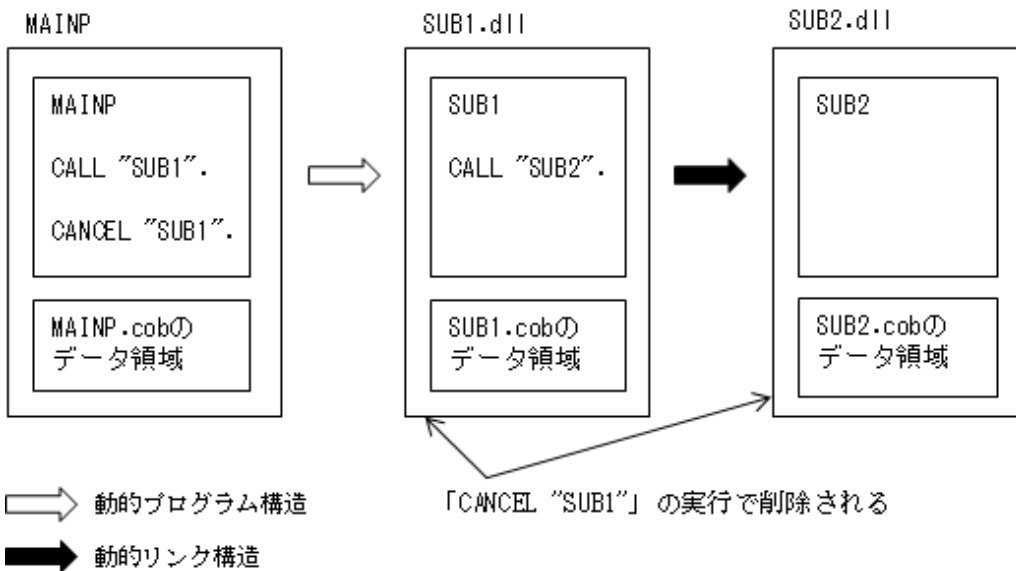 MAINP
MAINP
CALL "SUB1".
CANCEL "SUB1".
MAINP.cobの
データ領域
SUB1.dll
SUB1
CALL "SUB2".
SUB1.cobの
データ領域
SUB2.dll
SUB2
SUB2.cobの
データ領域
動的プログラム構造
動的リンク構造
「CANCEL "SUB1"」の実行で削除される